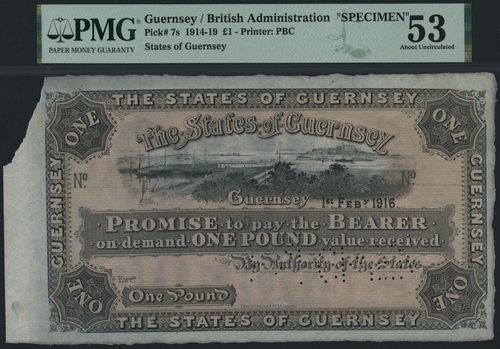 PMG
PAPER MONEY GUARANTY
Guernsey / British Administration "SPECIMEN"
Pick# 7s 1914-19 £1 - Printer: PBC
States of Guernsey
53
About Uncirculated
THE STATES OF GUERNSEY
ONE
ONE
The States of Guernsey
No
No
GUERNSEY
GUERNSEY
Guernsey 1st FEBy 1916
PROMISE to pay the BEARER
on demand ONE POUND value received
By Authority of the States
One Pound
ONE
ONE
THE STATES OF GUERNSEY